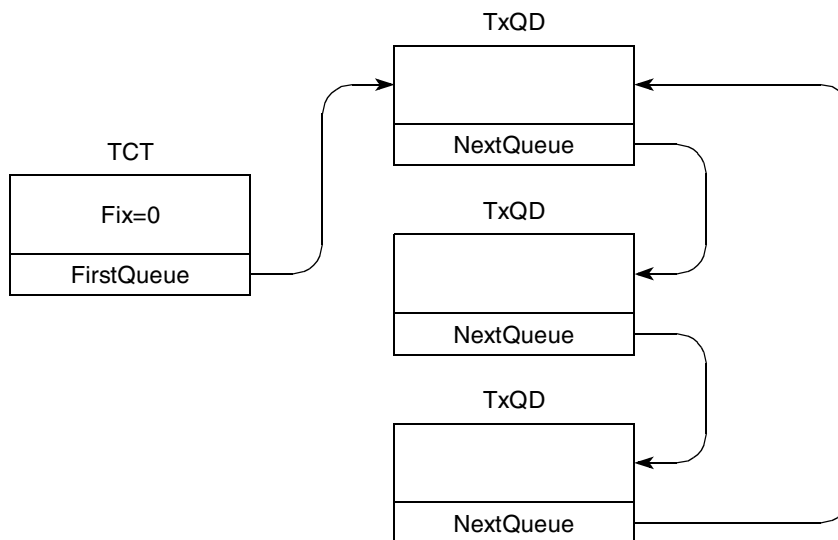 TxQD
NextQueue
TCT
Fix=0
FirstQueue
TxQD
NextQueue
TxQD
NextQueue